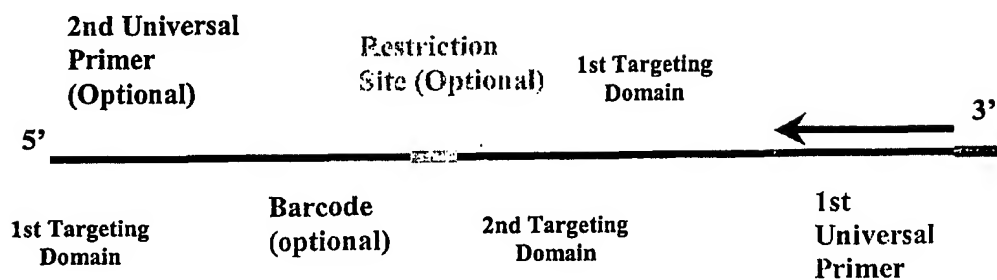 2nd Universal
Primer
(Optional)
Restriction
Site (Optional)
1st Targeting
Domain
5’
3’
1st Targeting
Domain
Barcode
(optional)
2nd Targeting
Domain
1st
Universal
Primer